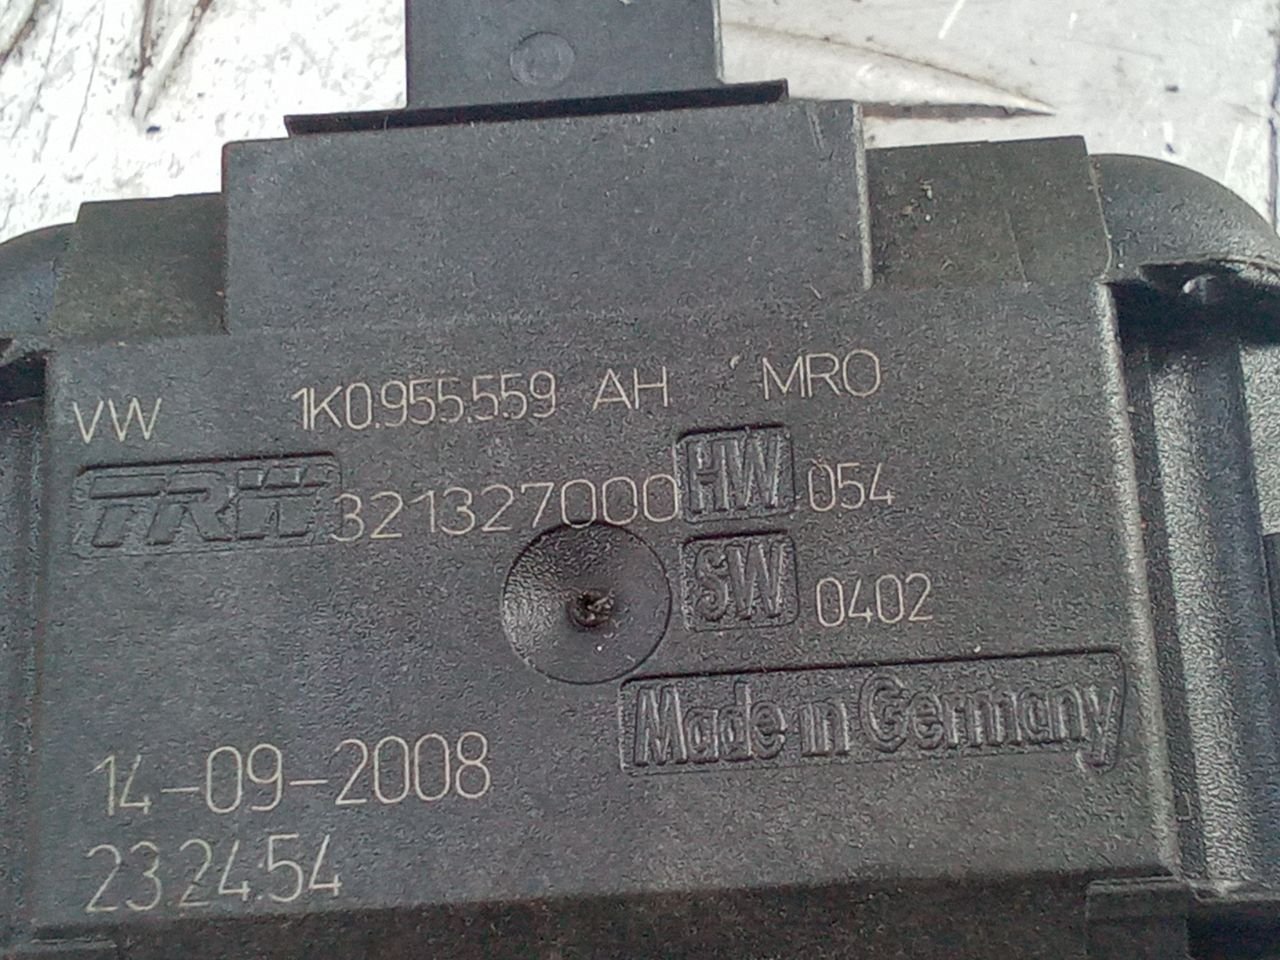 VW 1K0.955.559 AH MRO
TRW 321327000 HW 054
SW 0402
Made in Germany
14-09-2008
23:24:54